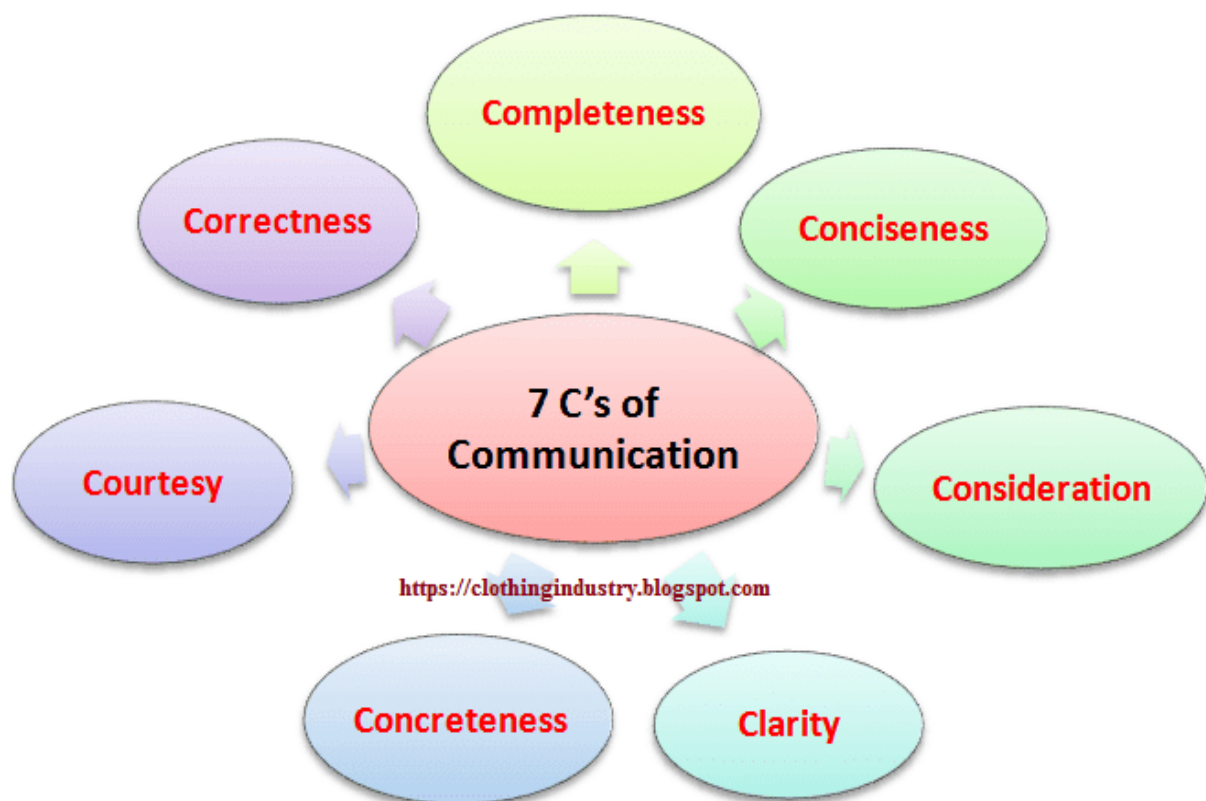 Completeness
Correctness
Conciseness
7 C’s of
Communication
Courtesy
Consideration
https://clothingindustry.blogspot.com
Concreteness
Clarity